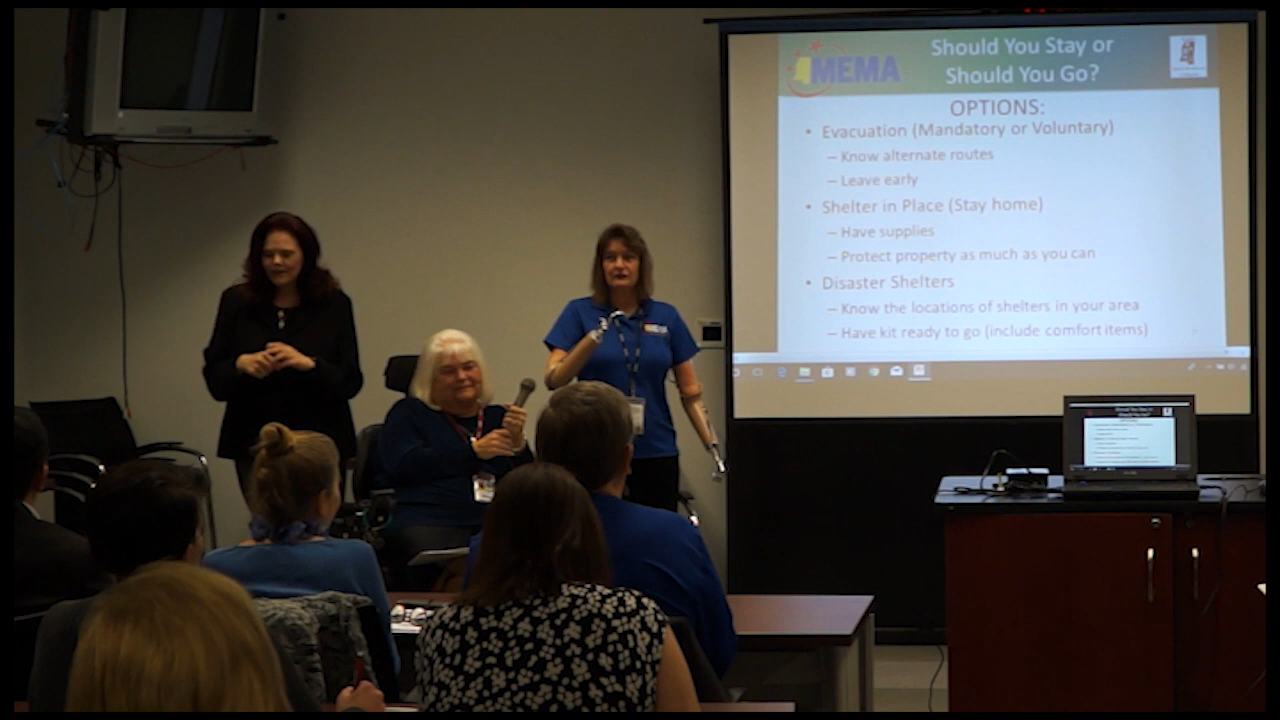 MEMA
Should You Stay or
Should You Go?
OPTIONS:
• Evacuation (Mandatory or Voluntary)
– Know alternate routes
– Leave early
• Shelter in Place (Stay home)
– Have supplies
– Protect property as much as you can
• Disaster Shelters
– Know the locations of shelters in your area
– Have kit ready to go (include comfort items)